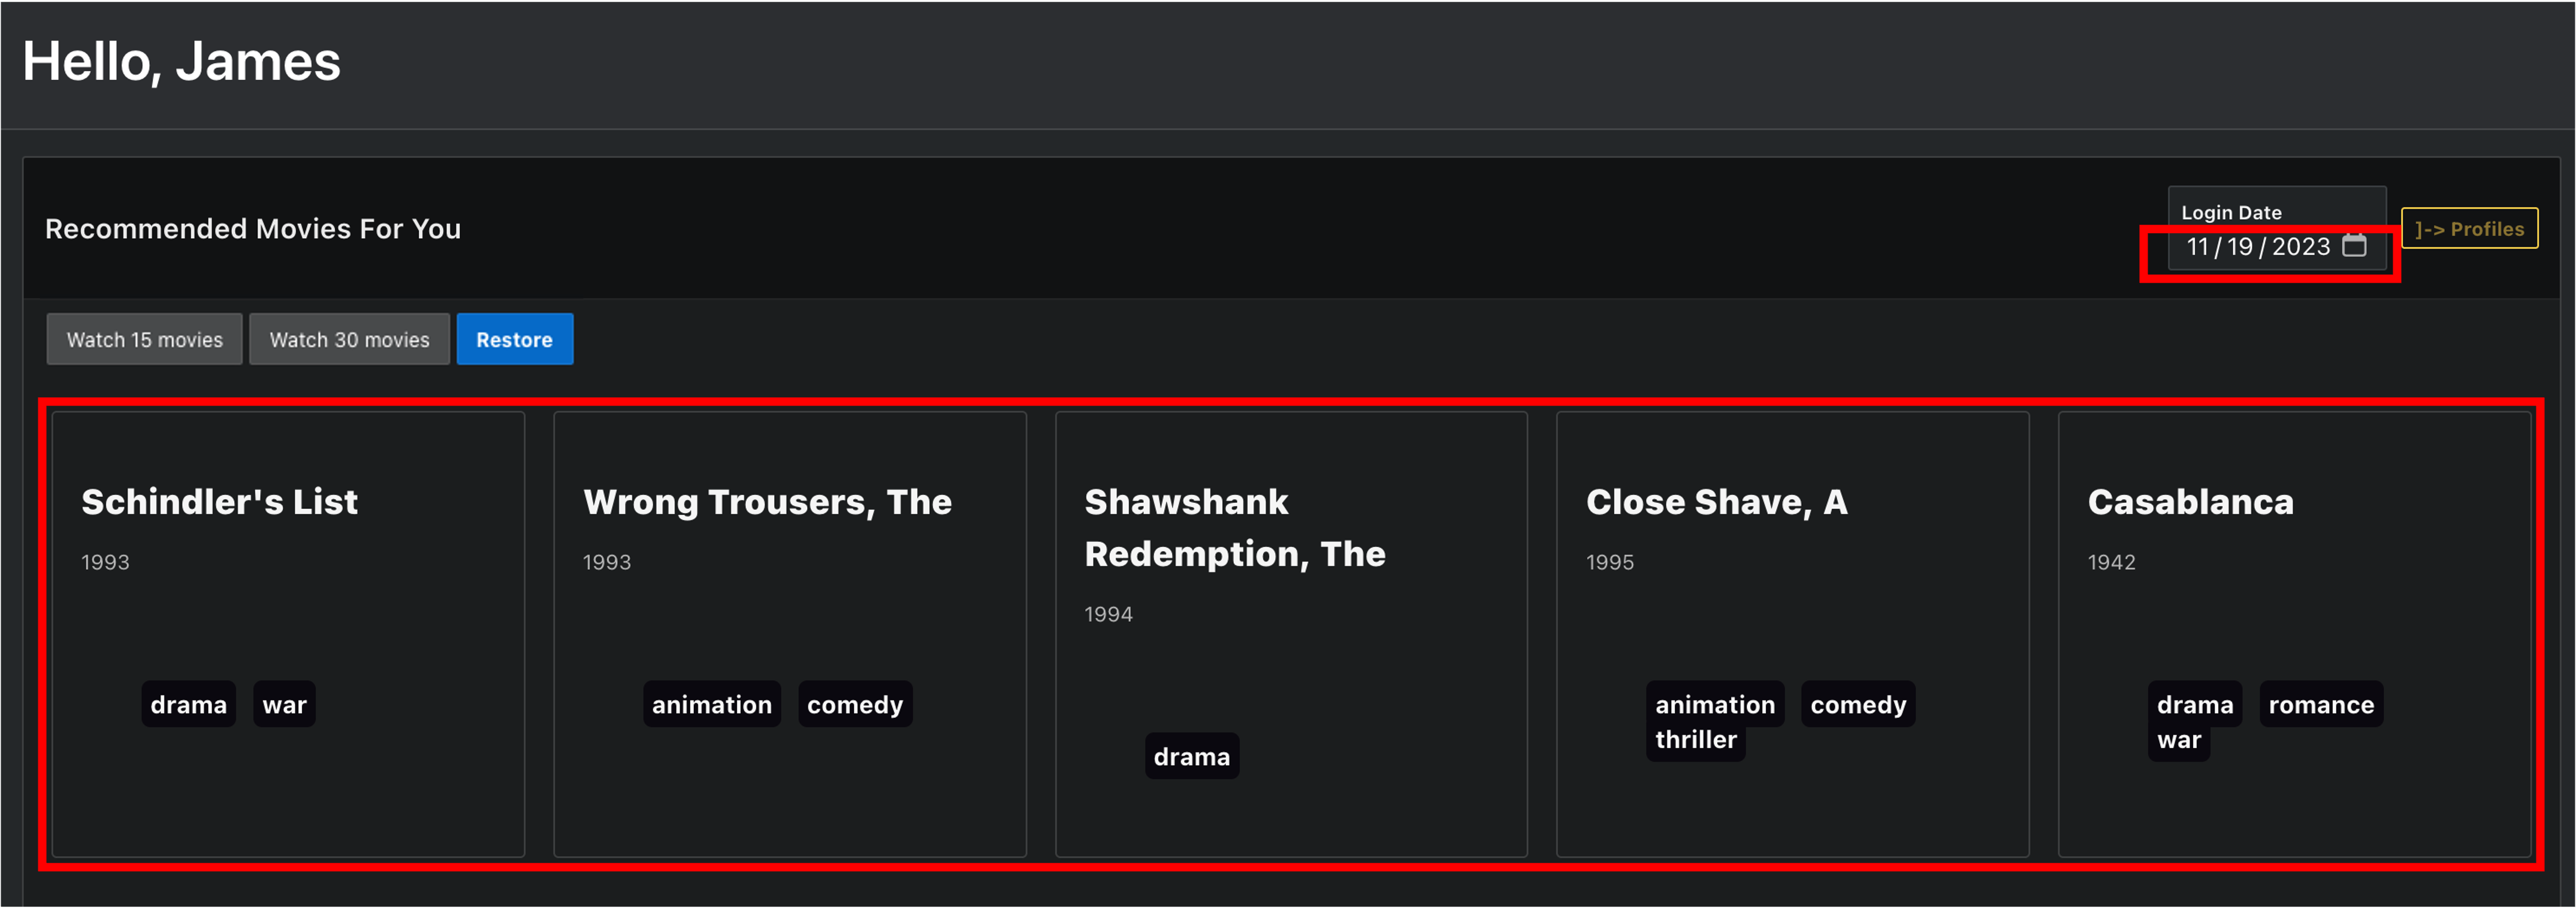 Hello, James
Recommended Movies For You
Login Date
11/19/2023
]-> Profiles
Watch 15 movies
Watch 30 movies
Restore
Schindler's List
1993
drama
war
Wrong Trousers, The
1993
animation
comedy
Shawshank
Redemption, The
1994
drama
Close Shave, A
1995
animation
comedy
thriller
Casablanca
1942
drama
romance
war